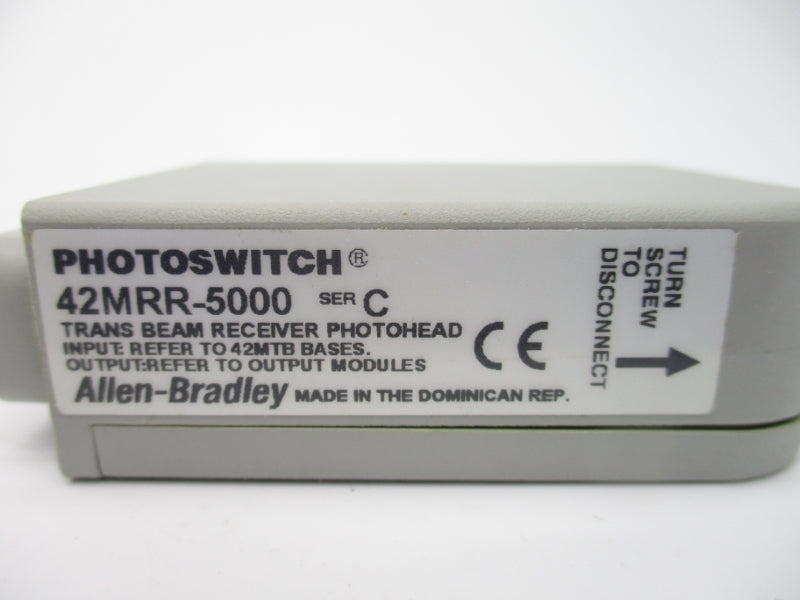 PHOTOSWITCH®
42MRR-5000 SER C
TRANS BEAM RECEIVER PHOTOHEAD
INPUT: REFER TO 42MTB BASES.
OUTPUT:REFER TO OUTPUT MODULES
CE
Allen-Bradley MADE IN THE DOMINICAN REP.
TURN
SCREW
TO
DISCONNECT